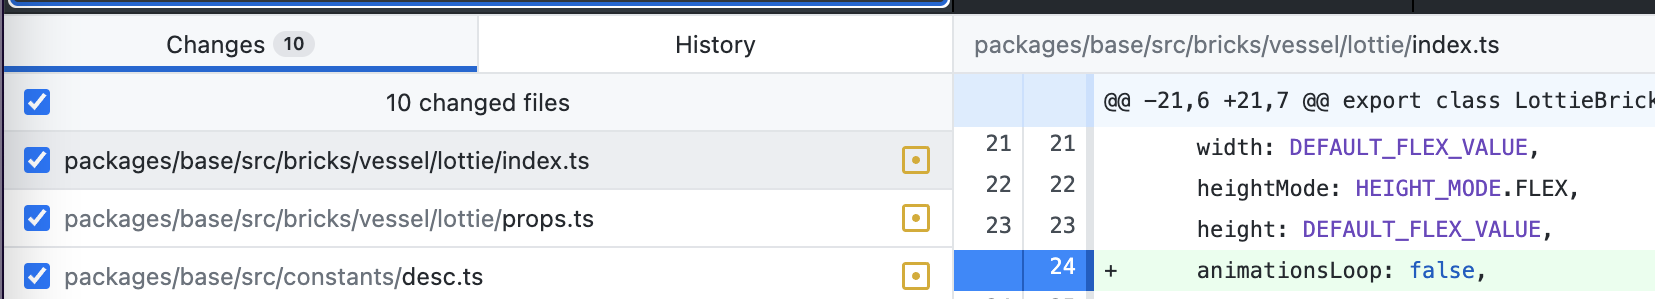 Changes 10
History
10 changed files
packages/base/src/bricks/vessel/lottie/index.ts
packages/base/src/bricks/vessel/lottie/props.ts
packages/base/src/constants/desc.ts
packages/base/src/bricks/vessel/lottie/index.ts
@@ -21,6 +21,7 @@ export class LottieBrick
21 21 width: DEFAULT_FLEX_VALUE,
22 22 heightMode: HEIGHT_MODE.FLEX,
23 23 height: DEFAULT_FLEX_VALUE,
24 + animationsLoop: false,